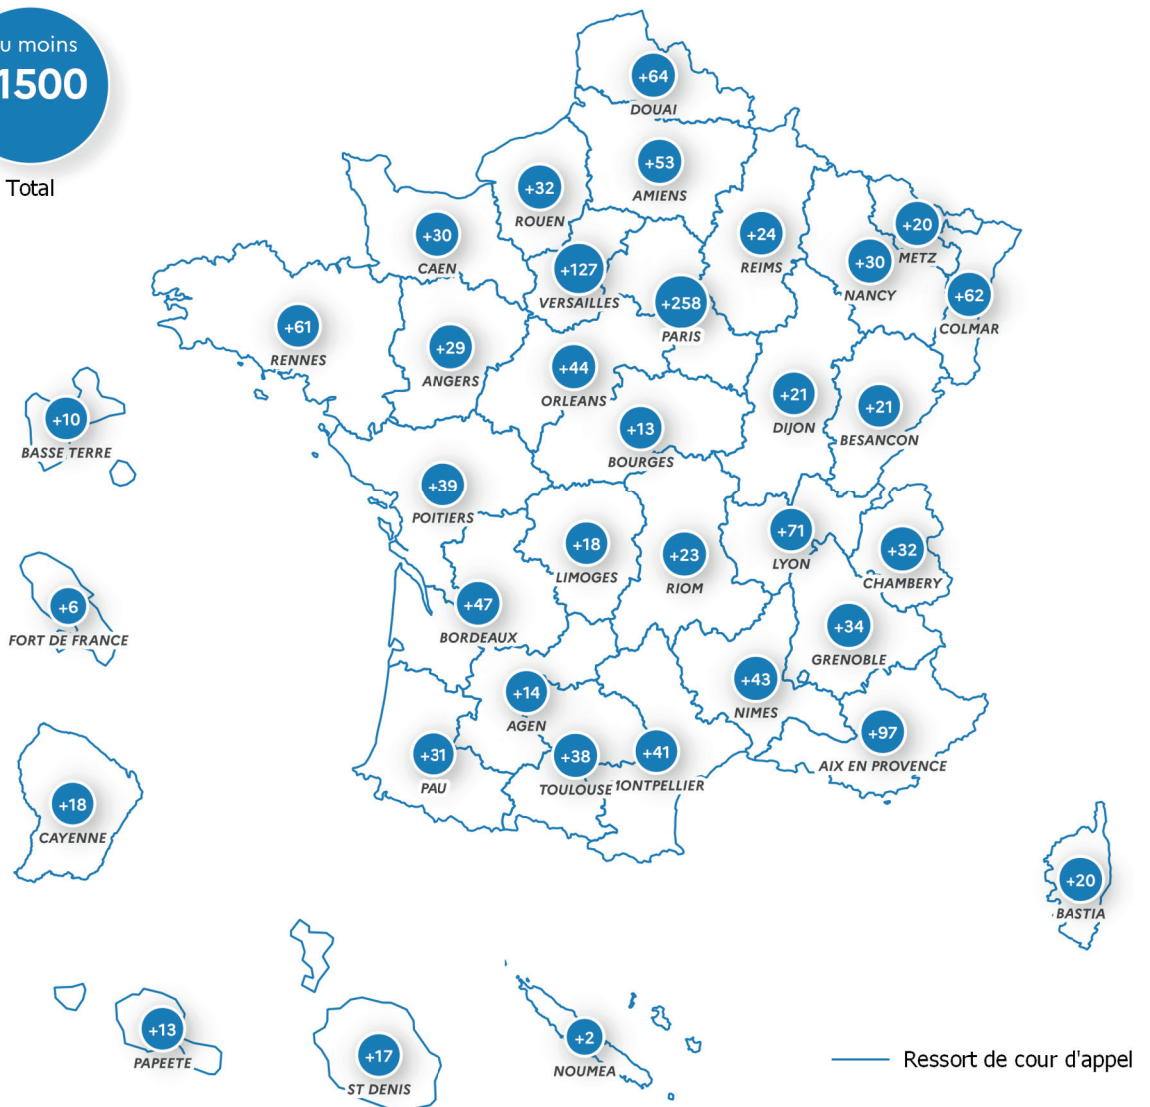 u moins
1500
Total
+64
DOUAI
+53
AMIENS
+32
ROUEN
+30
CAEN
+127
VERSAILLES
+258
PARIS
+24
REIMS
+20
METZ
+30
NANCY
+62
COLMAR
+61
RENNES
+29
ANGERS
+44
ORLEANS
+21
DIJON
+21
BESANCON
+13
BOURGES
+10
BASSE TERRE
+39
POITIERS
+18
LIMOGES
+23
RIOM
+71
LYON
+32
CHAMBERY
+6
FORT DE FRANCE
+47
BORDEAUX
+34
GRENOBLE
+14
AGEN
+43
NIMES
+31
PAU
+38
TOULOUSE
+41
ONTPELLIER
+97
AIX EN PROVENCE
+18
CAYENNE
+20
BASTIA
+13
PAPEETE
+17
ST DENIS
+2
NOUMEA
Ressort de cour d'appel